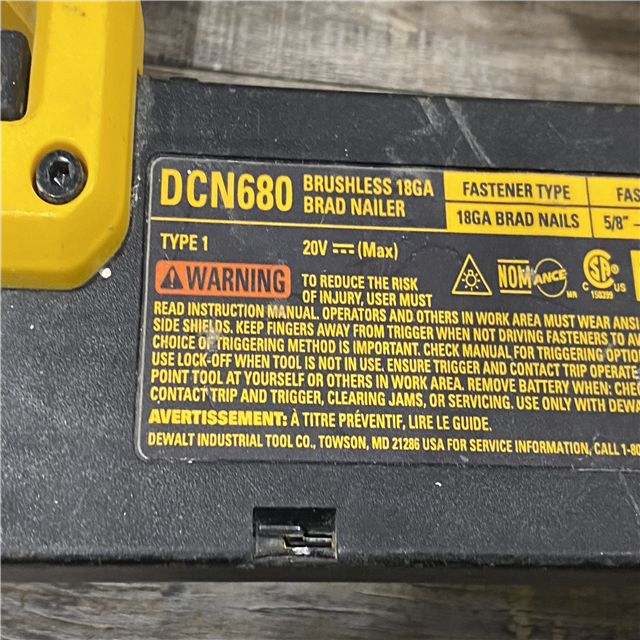 DCN680 BRUSHLESS 18GA BRAD NAILER
FASTENER TYPE
18GA BRAD NAILS 5/8" –
TYPE 1 20V (Max)
WARNING TO REDUCE THE RISK
OF INJURY, USER MUST
READ INSTRUCTION MANUAL. OPERATORS AND OTHERS IN WORK AREA MUST WEAR
SIDE SHIELDS. KEEP FINGERS AWAY FROM TRIGGER WHEN NOT DRIVING FASTENERS TO
CHOICE OF TRIGGERING METHOD IS IMPORTANT. CHECK MANUAL FOR TRIGGERING
USE LOCK-OFF WHEN TOOL IS NOT IN USE. ENSURE TRIGGER AND CONTACT TRIP
POINT TOOL AT YOURSELF OR OTHERS IN WORK AREA. REMOVE BATTERY WHEN:
CONTACT TRIP AND TRIGGER, CLEARING JAMS, OR SERVICING. USE ONLY WITH
AVERTISSEMENT: À TITRE PRÉVENTIF, LIRE LE GUIDE.
DEWALT INDUSTRIAL TOOL CO., TOWSON, MD 21286 USA FOR SERVICE INFORMATION, CALL